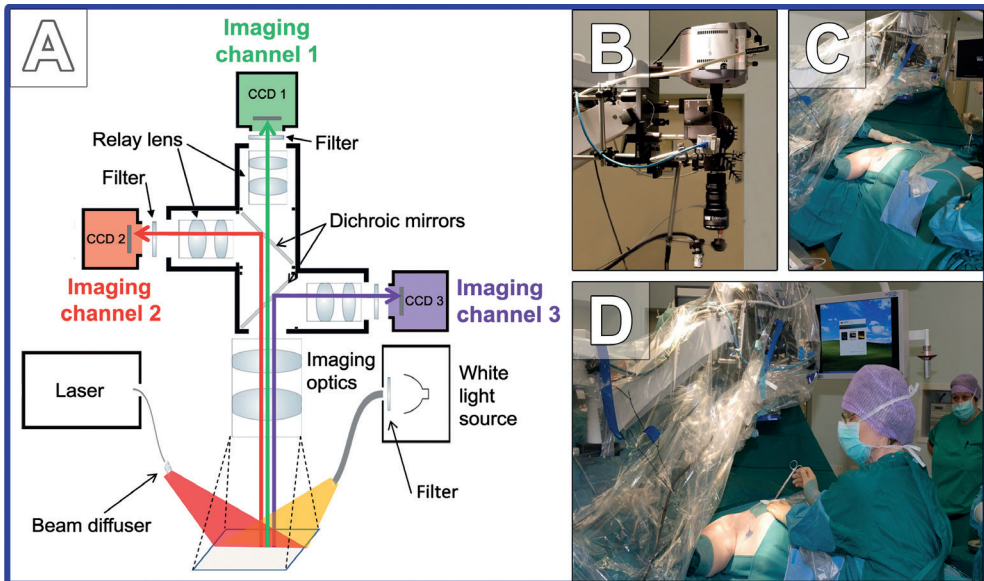 A
Imaging
channel 1
CCD 1
Relay lens
Filter
Filter
CCD 2
Dichroic mirrors
Imaging
channel 2
CCD 3
Imaging
channel 3
Laser
Imaging
optics
White
light
source
Beam diffuser
Filter
B
C
D